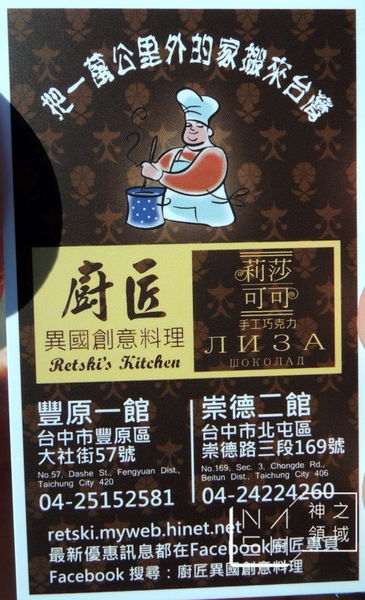 把一萬公里外的家搬來台灣
廚匠
異國創意料理
Retski's Kitchen
莉莎
可可
手工巧克力
ЛИЗА
ШОКОЛАД
豐原一館
台中市豐原區
大社街57號
No.57, Dashe St., Fengyuan Dist.,
Taichung City 420
04-25152581
崇德二館
台中市北屯區
崇德路三段169號
No.169, Sec. 3, Chongde Rd.,
Beitun Dist., Taichung City 406
04-24224260
retski.myweb.hinet.net
最新優惠訊息都在Facebook廚匠專頁
Facebook 搜尋：廚匠異國創意料理
神之
領域